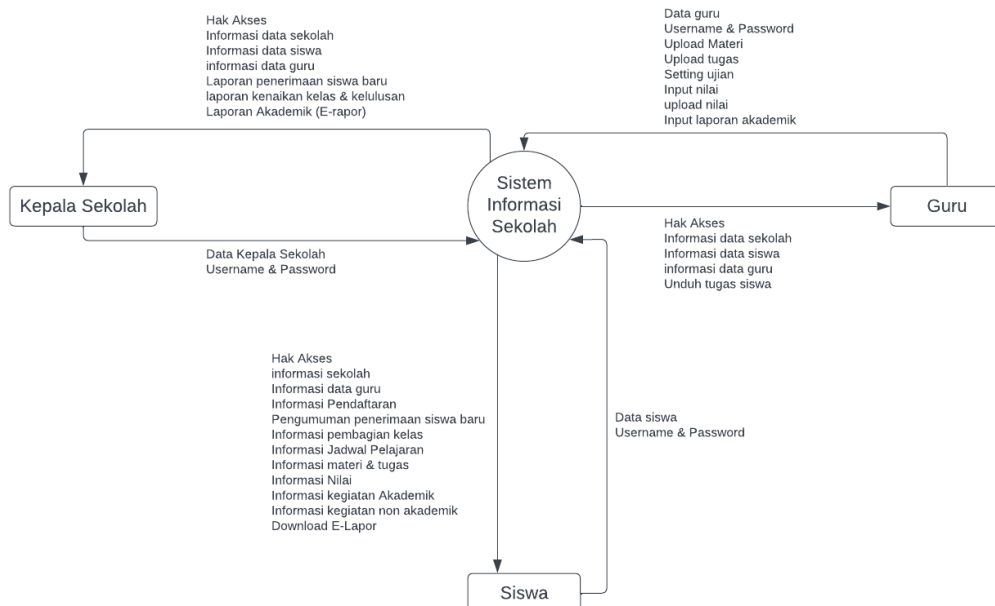 Hak Akses
Informasi data sekolah
Informasi data siswa
informasi data guru
Laporan penerimaan siswa baru
laporan kenaikan kelas & kelulusan
Laporan Akademik (E-rapor)
Data guru
Username & Password
Upload Materi
Upload tugas
Setting ujian
Input nilai
upload nilai
Input laporan akademik
Kepala Sekolah
Sistem
Informasi
Sekolah
Guru
Data Kepala Sekolah
Username & Password
Hak Akses
Informasi data sekolah
Informasi data siswa
informasi data guru
Unduh tugas siswa
Hak Akses
informasi sekolah
Informasi data guru
Informasi Pendaftaran
Pengumuman penerimaan siswa baru
Informasi pembagian kelas
Informasi Jadwal Pelajaran
Informasi materi & tugas
Informasi Nilai
Informasi kegiatan Akademik
Informasi kegiatan non akademik
Download E-Lapor
Data siswa
Username & Password
Siswa